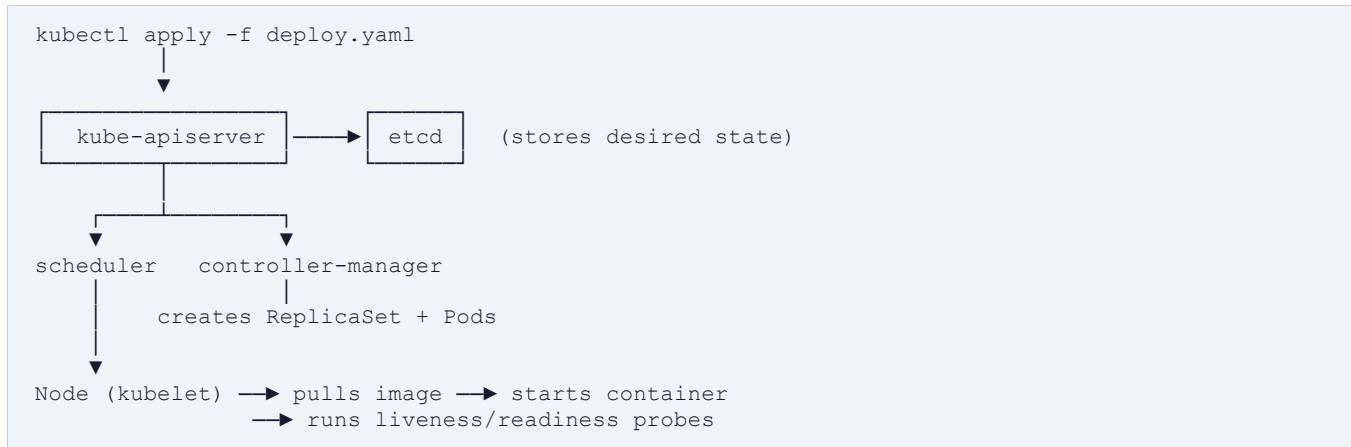 kubectl apply -f deploy.yaml
kube-apiserver etcd (stores desired state)
scheduler controller-manager
creates ReplicaSet + Pods
Node (kubelet) ──► pulls image ──► starts container
──► runs liveness/readiness probes